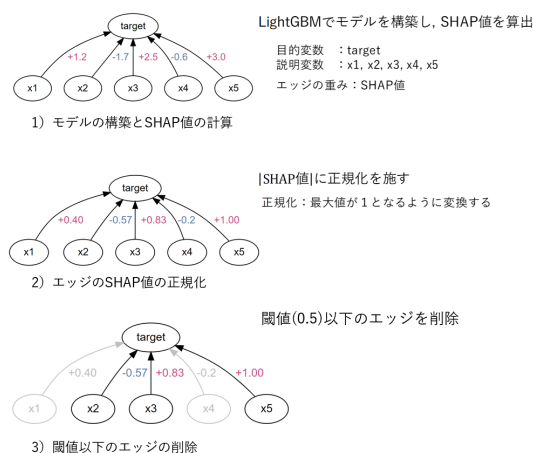 target
LightGBMでモデルを構築し, SHAP値を算出
+1.2 -1.7 +2.5 -0.6 +3.0
目的変数 ：target
説明変数 ：x1, x2, x3, x4, x5
x1 x2 x3 x4 x5
エッジの重み：SHAP値
1）モデルの構築とSHAP値の計算
|SHAP値|に正規化を施す
target
正規化：最大値が１となるように変換する
+0.40 -0.57 +0.83 -0.2 +1.00
x1 x2 x3 x4 x5
2）エッジのSHAP値の正規化
閾値(0.5)以下のエッジを削除
target
+0.40 -0.57 +0.83 -0.2 +1.00
x1 x2 x3 x4 x5
3）閾値以下のエッジの削除